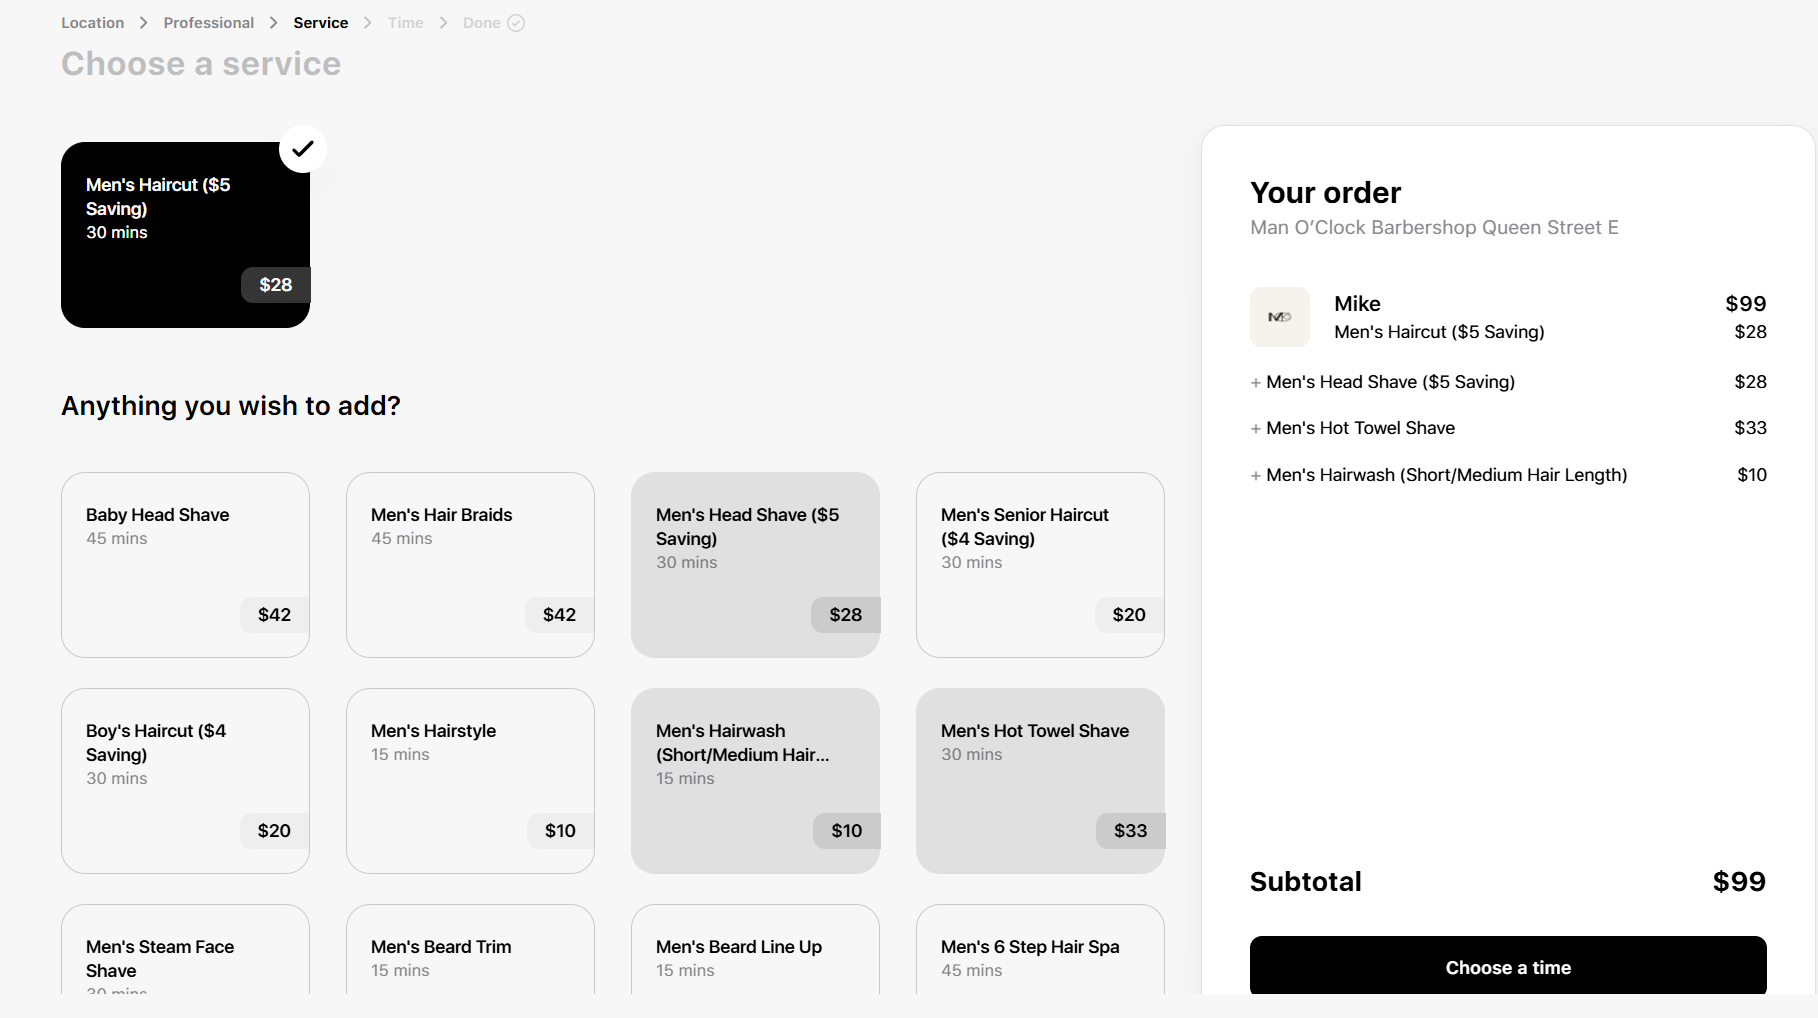 Location > Professional > Service > Time > Done
Choose a service
Men's Haircut ($5
Saving)
30 mins
$28
Anything you wish to add?
Baby Head Shave
45 mins
$42
Men's Hair Braids
45 mins
$42
Men's Head Shave ($5
Saving)
30 mins
$28
Men's Senior Haircut
($4 Saving)
30 mins
$20
Boy's Haircut ($4
Saving)
30 mins
$20
Men's Hairstyle
15 mins
$10
Men's Hairwash
(Short/Medium Hair...
15 mins
$10
Men's Hot Towel Shave
30 mins
$33
Men's Steam Face
Shave
30 mins
Men's Beard Trim
15 mins
Men's Beard Line Up
15 mins
Men's 6 Step Hair Spa
45 mins
Your order
Man O’Clock Barbershop Queen Street E
Mike $99
Men's Haircut ($5 Saving) $28
+ Men's Head Shave ($5 Saving) $28
+ Men's Hot Towel Shave $33
+ Men's Hairwash (Short/Medium Hair Length) $10
Subtotal $99
Choose a time